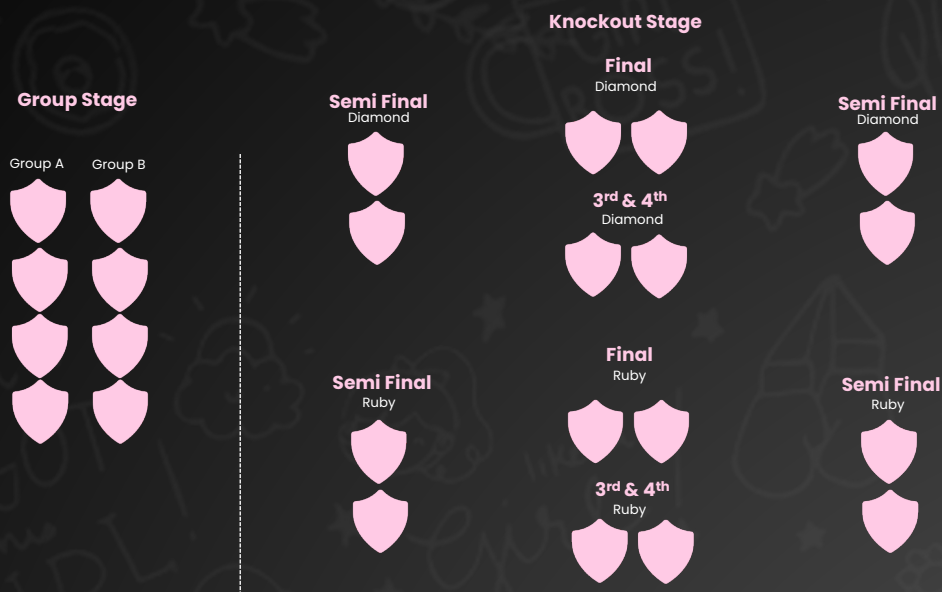 Knockout Stage
Group Stage
Group A
Group B
Semi Final
Diamond
Final
Diamond
3rd & 4th
Diamond
Semi Final
Diamond
Semi Final
Ruby
Final
Ruby
3rd & 4th
Ruby
Semi Final
Ruby